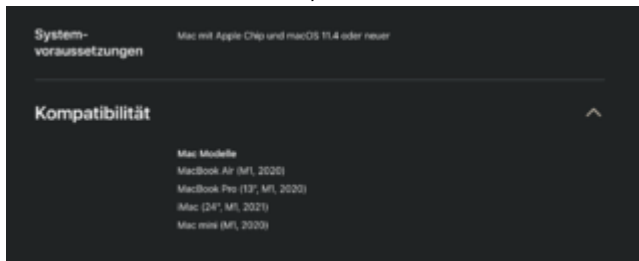 System-
voraussetzungen
Mac mit Apple Chip und macOS 11.4 oder neuer
Kompatibilität
Mac Modelle
MacBook Air (M1, 2020)
MacBook Pro (13", M1, 2020)
iMac (24", M1, 2021)
Mac mini (M1, 2020)